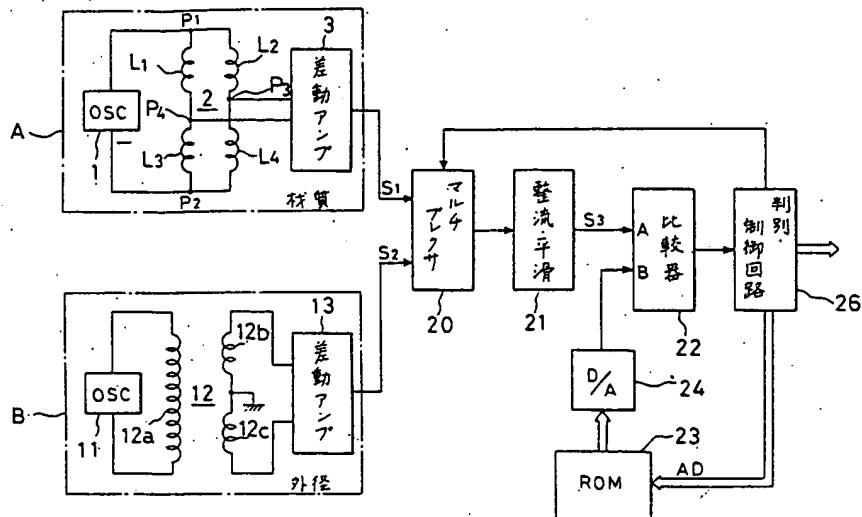 P1
L1
L2
3
差動アンプ
OSC
P4
2
P3
A
1
L3
L4
P2
材質
S1
S2
マルチプレクサ
20
整流・平滑
21
S3
A
B
比較器
22
判別・制御回路
26
D/A
24
23
ROM
AD
B
OSC
11
12a
12
12b
12c
13
差動アンプ
外径